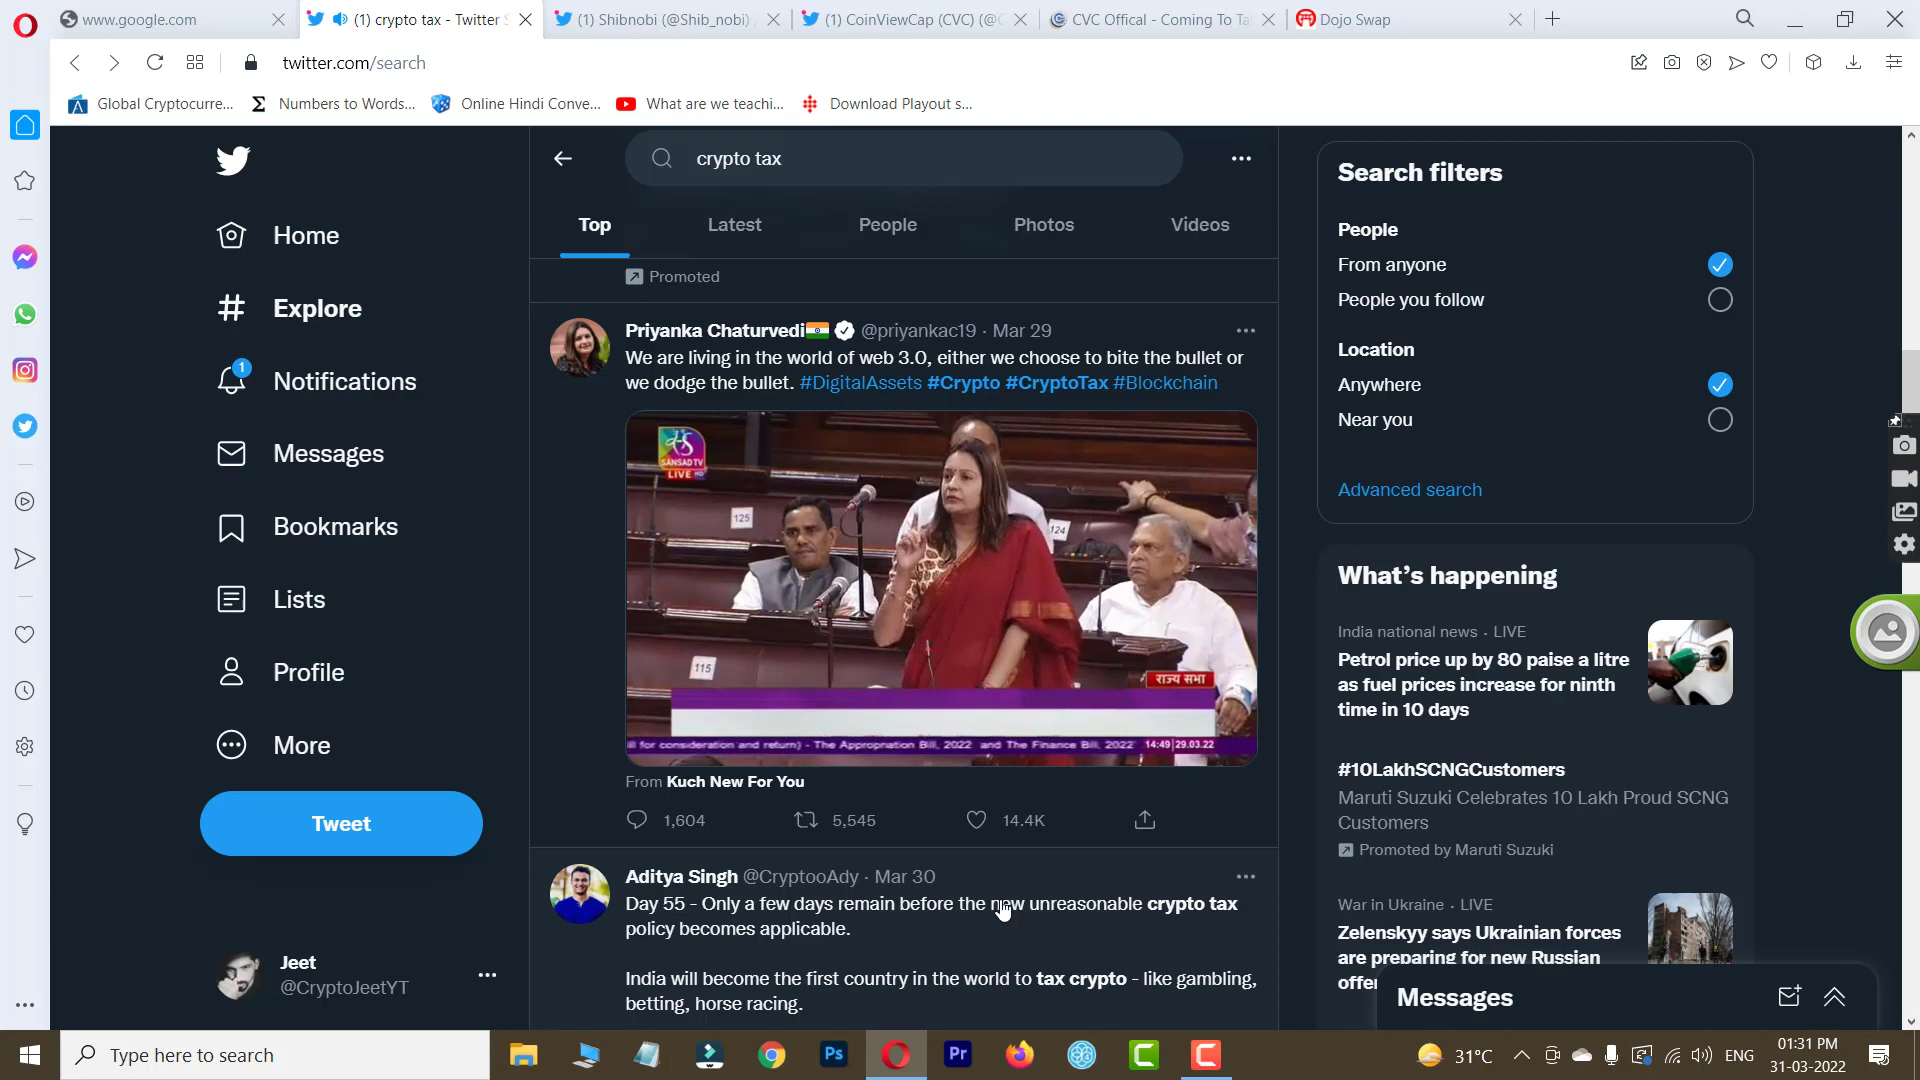 www.google.com
(1) crypto tax - Twitter S
(1) Shibnobi (@Shib_nobi)
(1) CoinViewCap (CVC) (@C
CVC Offical - Coming To Ta
Dojo Swap
twitter.com/search
Global Cryptocurre...
Numbers to Words...
Online Hindi Conve...
What are we teachi...
Download Playout s...
Home
Explore
1
Notifications
Messages
Bookmarks
Lists
Profile
More
Tweet
Jeet
@CryptoJeetYT
crypto tax
Top
Latest
People
Photos
Videos
Promoted
Priyanka Chaturvedi @priyankac19 · Mar 29
We are living in the world of web 3.0, either we choose to bite the bullet or
we dodge the bullet. #DigitalAssets #Crypto #CryptoTax #Blockchain
SANSAD TV
LIVE HD
125
124
115
राज्य सभा
ll for consideration and return) - The Appropriation Bill, 2022 and The Finance Bill, 2022
14:49 29.03.22
From Kuch New For You
1,604
5,545
14.4K
Aditya Singh @CryptooAdy · Mar 30
Day 55 - Only a few days remain before the new unreasonable crypto tax
policy becomes applicable.
India will become the first country in the world to tax crypto - like gambling,
betting, horse racing.
Search filters
People
From anyone
People you follow
Location
Anywhere
Near you
Advanced search
What's happening
India national news · LIVE
Petrol price up by 80 paise a litre
as fuel prices increase for ninth
time in 10 days
#10LakhSCNGCustomers
Maruti Suzuki Celebrates 10 Lakh Proud SCNG
Customers
Promoted by Maruti Suzuki
War in Ukraine · LIVE
Zelenskyy says Ukrainian forces
are preparing for new Russian
offen
Messages
Type here to search
Ps
Pr
31°C
ENG
01:31 PM
31-03-2022